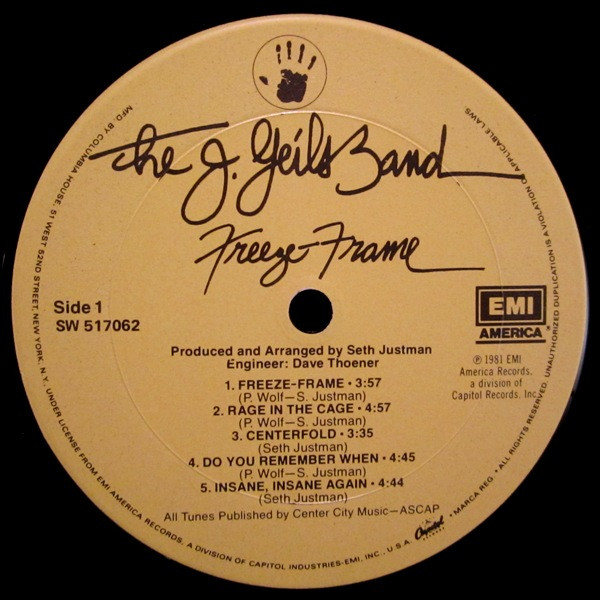 The J. Geils Band
Freeze-Frame
Side 1
SW 517062
EMI
AMERICA®
Produced and Arranged by Seth Justman
Engineer: Dave Thoener
℗ 1981 EMI
America Records,
a division of
Capitol Records, Inc.
1. FREEZE-FRAME • 3:57
(P. Wolf—S. Justman)
2. RAGE IN THE CAGE • 4:57
(P. Wolf—S. Justman)
3. CENTERFOLD • 3:35
(Seth Justman)
4. DO YOU REMEMBER WHEN • 4:45
(P. Wolf—S. Justman)
5. INSANE, INSANE AGAIN • 4:44
(Seth Justman)
All Tunes Published by Center City Music—ASCAP
MFD. BY COLUMBIA HOUSE, 51 WEST 52ND STREET, NEW YORK, N.Y., UNDER LICENSE FROM EMI AMERICA RECORDS, A DIVISION OF CAPITOL INDUSTRIES-EMI, INC., U.S.A. Capitol • MARCA REG. • ALL RIGHTS RESERVED. UNAUTHORIZED DUPLICATION IS A VIOLATION OF APPLICABLE LAWS.